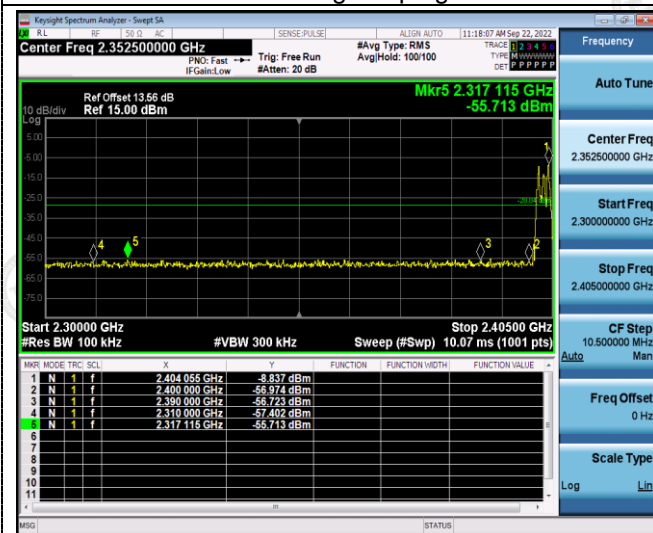 Keysight Spectrum Analyzer - Swept SA
RL RF 50 Ω AC SENSE:PULSE ALIGN AUTO 11:18:07 AM Sep 22, 2022
Center Freq 2.352500000 GHz
PNO: Fast
IFGain:Low
Trig: Free Run
#Atten: 20 dB
#Avg Type: RMS
Avg|Hold: 100/100
TRACE 1 2 3 4 5 6
TYPE M WWWWW
DET P P P P P P
Ref Offset 13.56 dB
Ref 15.00 dBm
10 dB/div
Log
Mkr5 2.317 115 GHz
-55.713 dBm
5.00
-5.00
-15.0
-25.0
-35.0
-45.0
-55.0
-65.0
-75.0
1
4 5 3 2
Start 2.30000 GHz Stop 2.40500 GHz
#Res BW 100 kHz #VBW 300 kHz Sweep (#Swp) 10.07 ms (1001 pts)
MKR MODE TRC SCL X Y FUNCTION FUNCTION WIDTH FUNCTION VALUE
1 N 1 f 2.404 055 GHz -8.837 dBm
2 N 1 f 2.400 000 GHz -56.974 dBm
3 N 1 f 2.390 000 GHz -56.723 dBm
4 N 1 f 2.310 000 GHz -57.402 dBm
5 N 1 f 2.317 115 GHz -55.713 dBm
6
7
8
9
10
11
MSG STATUS
Frequency
Auto Tune
Center Freq
2.352500000 GHz
Start Freq
2.300000000 GHz
Stop Freq
2.405000000 GHz
CF Step
10.500000 MHz
Auto Man
Freq Offset
0 Hz
Scale Type
Log Lin